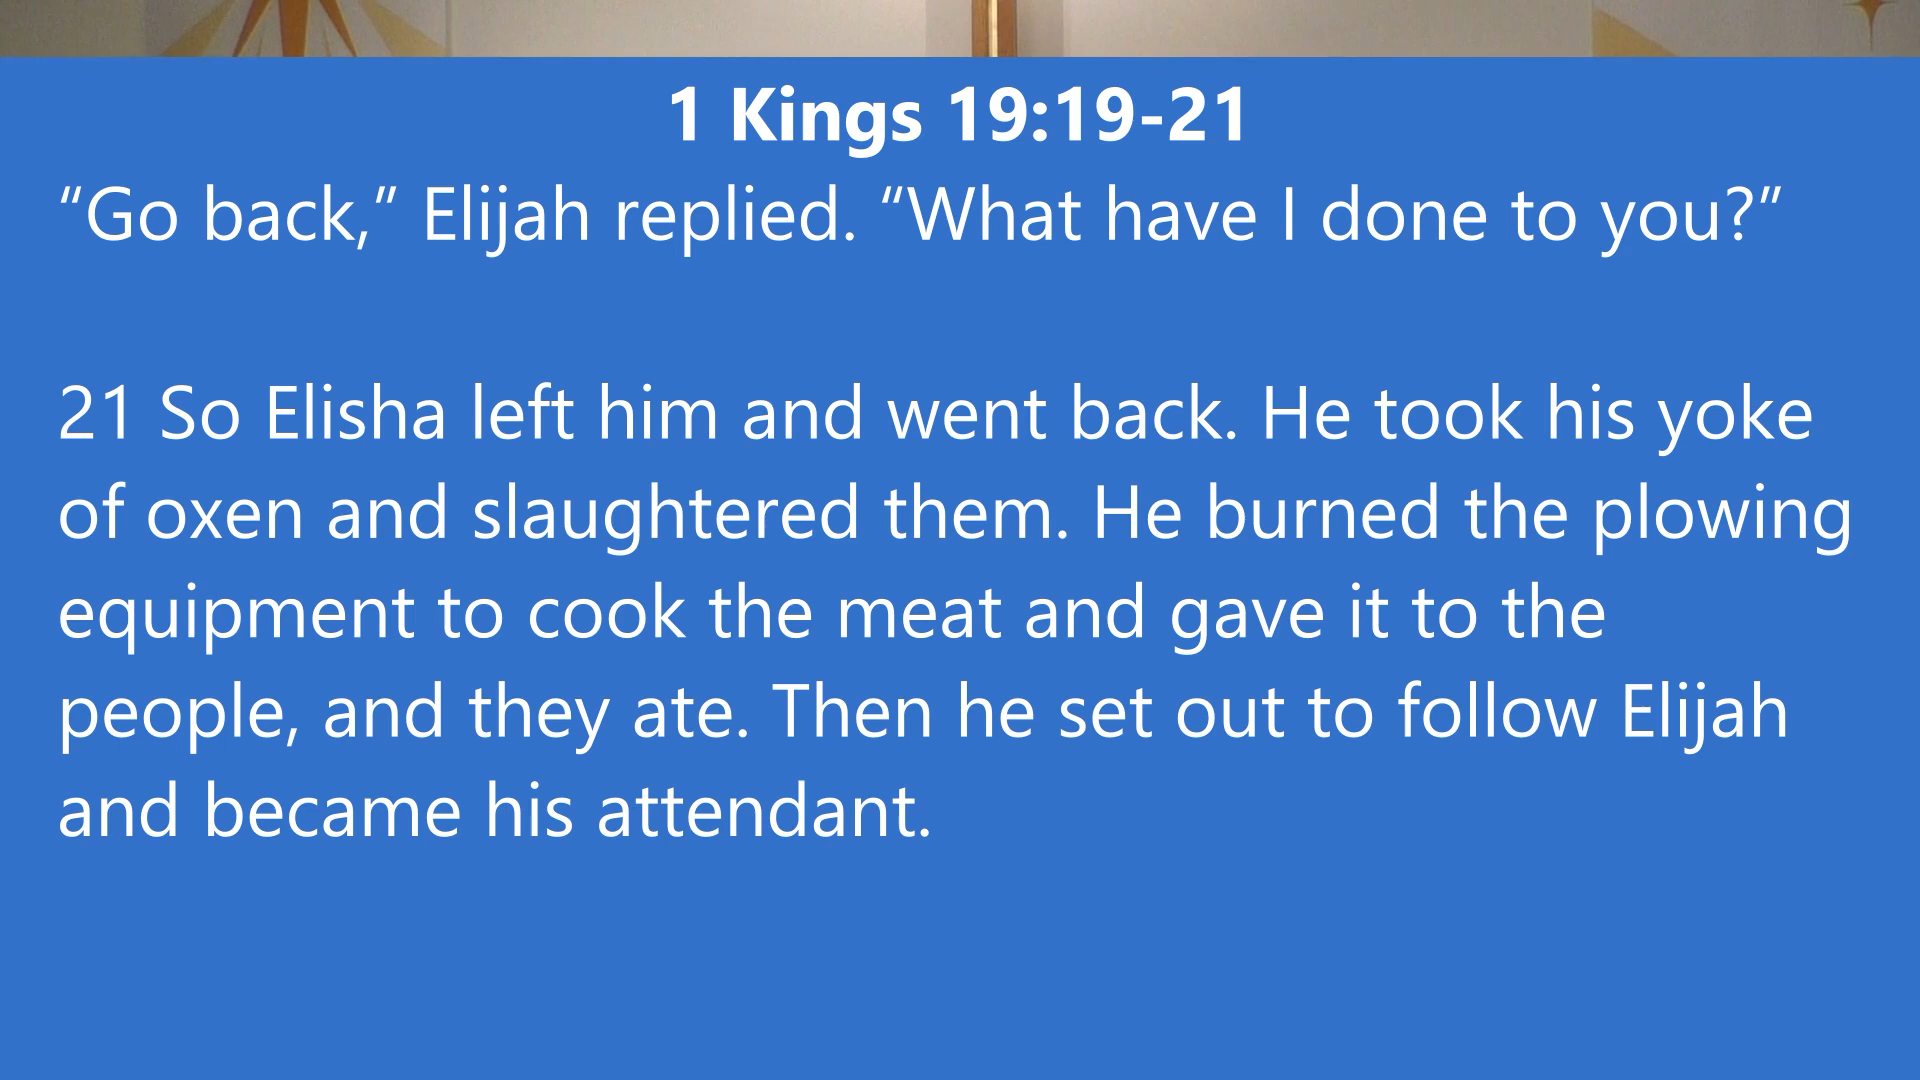 1 Kings 19:19-21
“Go back,” Elijah replied. “What have I done to you?”
21 So Elisha left him and went back. He took his yoke
of oxen and slaughtered them. He burned the plowing
equipment to cook the meat and gave it to the
people, and they ate. Then he set out to follow Elijah
and became his attendant.